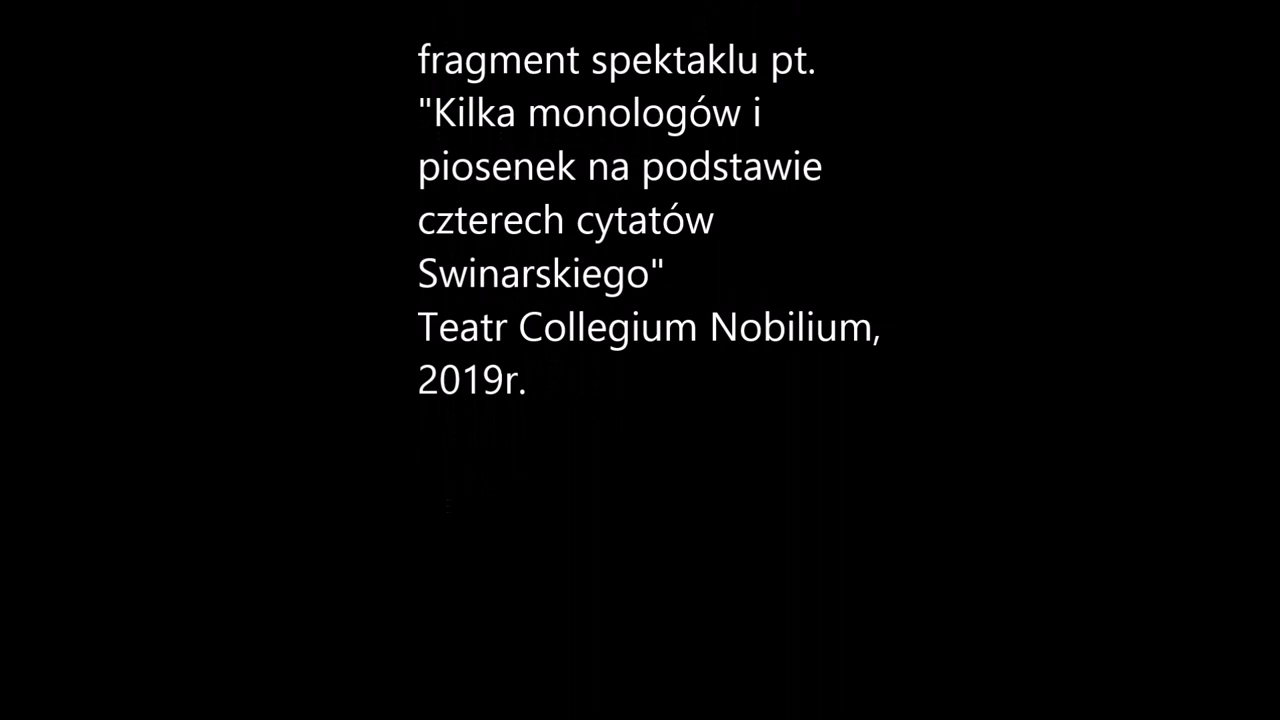 fragment spektaklu pt.
"Kilka monologów i
piosenek na podstawie
czterech cytatów
Swinarskiego"
Teatr Collegium Nobilium,
2019r.